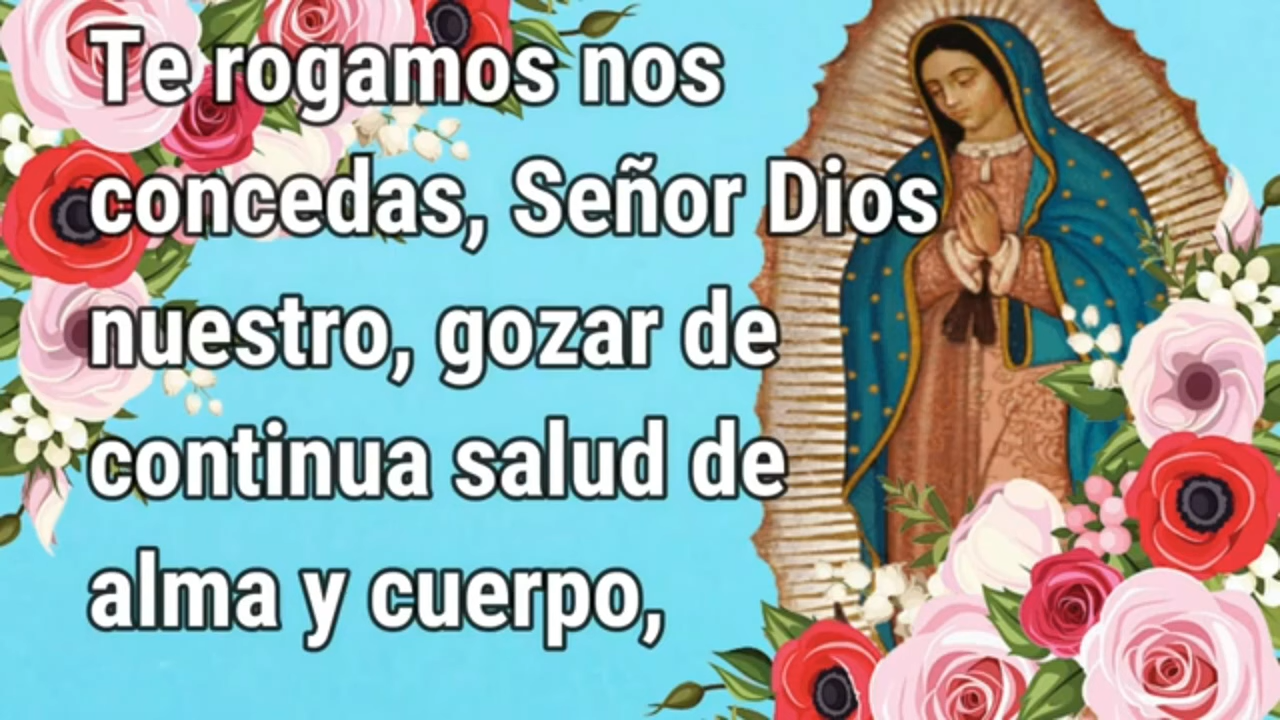 Te rogamos nos
concedas, Señor Dios
nuestro, gozar de
continua salud de
alma y cuerpo,